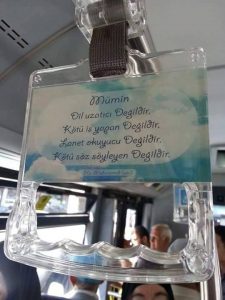 Mümin
Dil uzatıcı Değildir,
Kötü iş yapan Değildir,
Lanet okuyucu Değildir,
Kötü söz söyleyen Değildir.